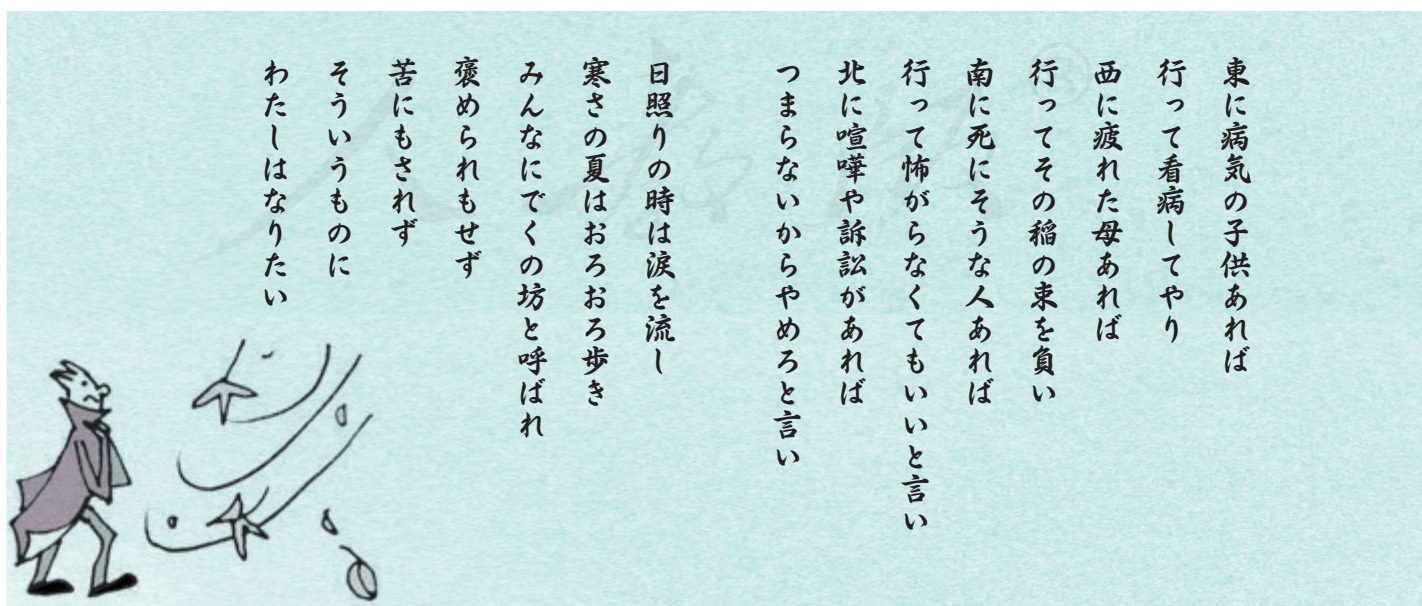 東に病気の子供あれば
行って看病してやり
西に疲れた母あれば
行ってその稲の束を負い
南に死にそうな人あれば
行って怖がらなくてもいいと言い
北に喧嘩や訴訟があれば
つまらないからやめろと言い
日照りの時は涙を流し
寒さの夏はおろおろ歩き
みんなにでくの坊と呼ばれ
褒められもせず
苦にもされず
そういうものに
わたしはなりたい